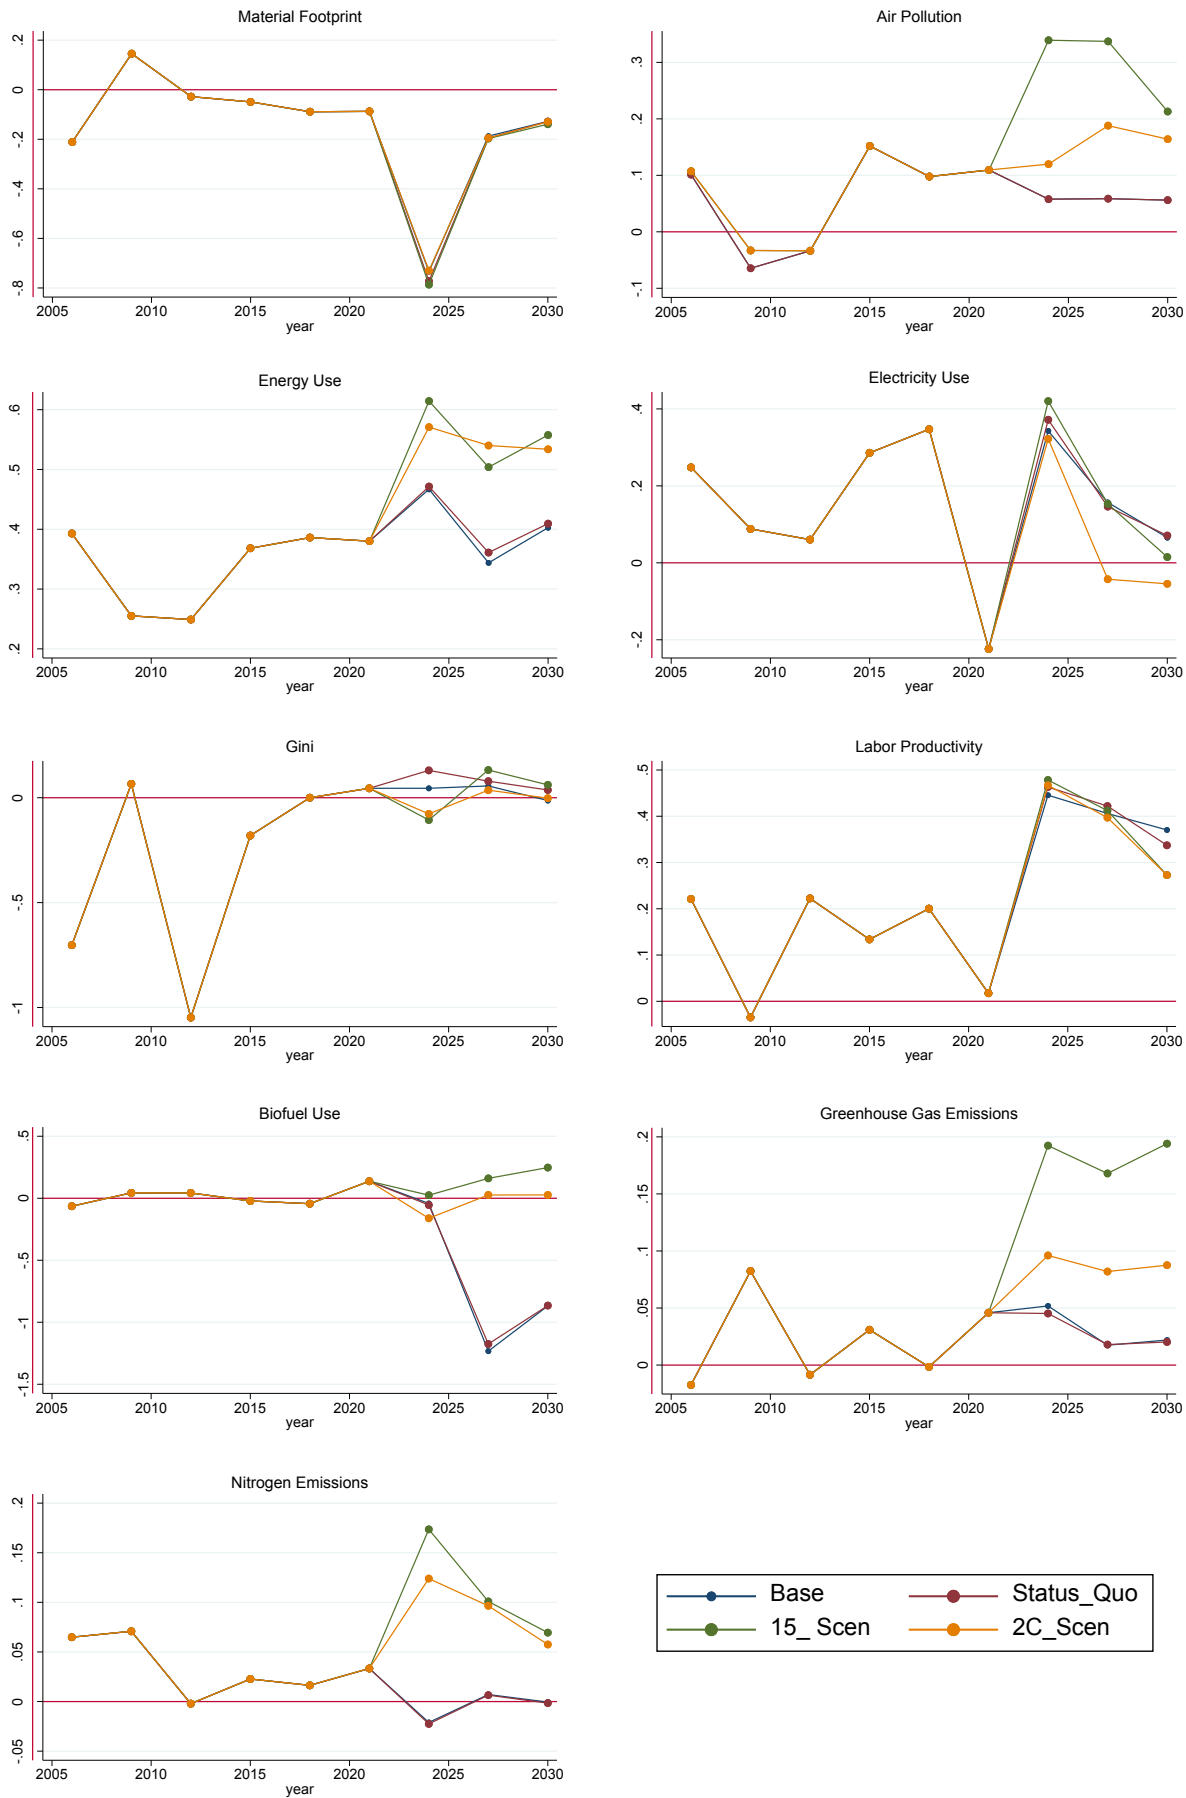 Material Footprint
.2
0
-.2
-.4
-.6
-.8
2005 2010 2015 2020 2025 2030
year
Air Pollution
.3
.2
.1
0
-.1
2005 2010 2015 2020 2025 2030
year
Energy Use
.6
.5
.4
.3
.2
2005 2010 2015 2020 2025 2030
year
Electricity Use
.4
.2
0
-.2
2005 2010 2015 2020 2025 2030
year
Gini
0
-.5
-1
2005 2010 2015 2020 2025 2030
year
Labor Productivity
.5
.4
.3
.2
.1
0
2005 2010 2015 2020 2025 2030
year
Biofuel Use
.5
0
-.5
-1
-1.5
2005 2010 2015 2020 2025 2030
year
Greenhouse Gas Emissions
.2
.15
.1
.05
0
2005 2010 2015 2020 2025 2030
year
Nitrogen Emissions
.2
.15
.1
.05
0
-.05
2005 2010 2015 2020 2025 2030
year
Base Status_Quo
15_ Scen 2C_Scen